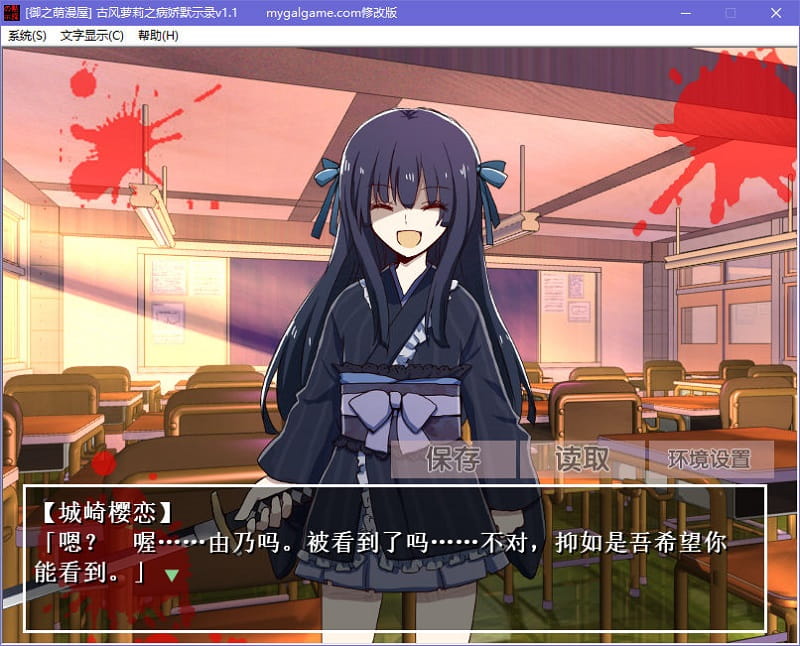 [御之萌漫屋] 古风萝莉之病娇默示录v1.1 mygalgame.com修改版
系统(S) 文字显示(C) 帮助(H)
保存 读取 环境设置
【城崎樱恋】
「嗯？ 喔……由乃吗。被看到了吗……不对，抑如是吾希望你
能看到。」